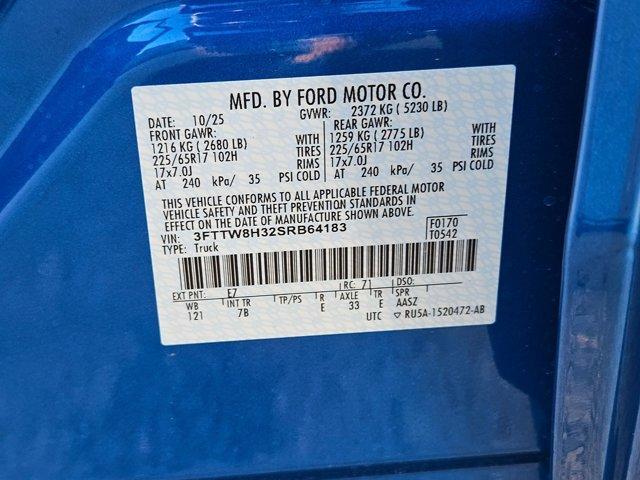 MFD. BY FORD MOTOR CO.
DATE: 10/25 GVWR: 2372 KG ( 5230 LB)
FRONT GAWR: REAR GAWR:
1216 KG ( 2680 LB) WITH 1259 KG ( 2775 LB) WITH
225/65R17 102H TIRES 225/65R17 102H TIRES
17x7.0J RIMS 17x7.0J RIMS
AT 240 kPa/ 35 PSI COLD AT 240 kPa/ 35 PSI COLD
THIS VEHICLE CONFORMS TO ALL APPLICABLE FEDERAL MOTOR
VEHICLE SAFETY AND THEFT PREVENTION STANDARDS IN
EFFECT ON THE DATE OF MANUFACTURE SHOWN ABOVE.
VIN: 3FTTW8H32SRB64183 F0170
TYPE: Truck T0542
EXT PNT: E7 RC: 71 DSO:
WB INT TR TP/PS R AXLE TR SPR
121 7B E 33 E AASZ
UTC ▽ RU5A-1520472-AB